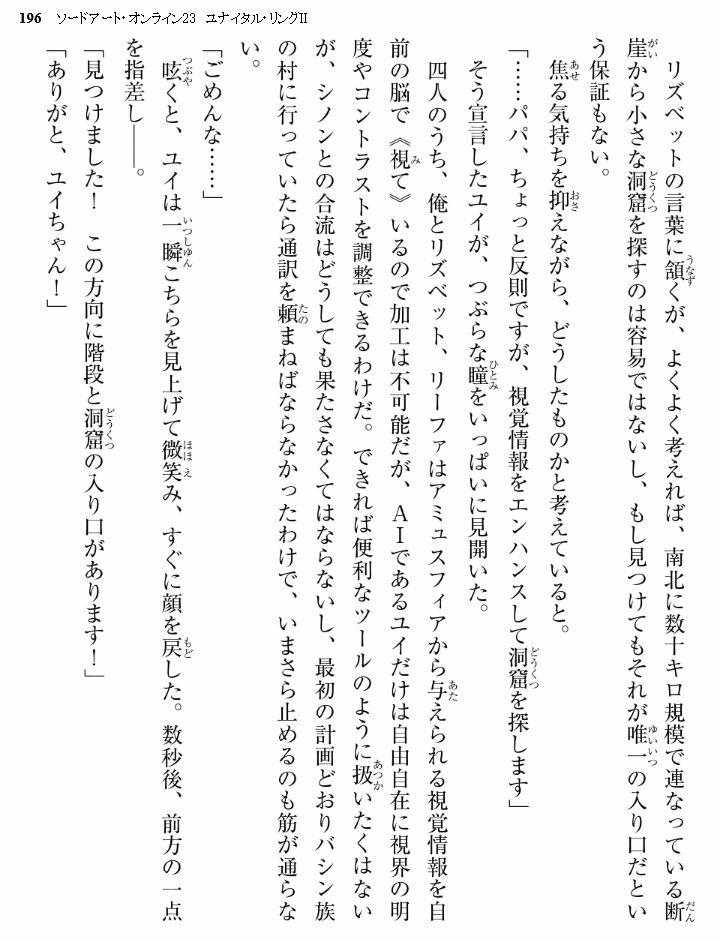 196 ソードアート・オンライン23 ユナイタル・リングⅡ
　リズベットの言葉に頷くが、よくよく考えれば、南北に数十キロ規模で連なっている断
崖から小さな洞窟を探すのは容易ではないし、もし見つけてもそれが唯一の入り口だとい
う保証もない。
　焦る気持ちを抑えながら、どうしたものかと考えていると。
「……パパ、ちょっと反則ですが、視覚情報をエンハンスして洞窟を探します」
　そう宣言したユイが、つぶらな瞳をいっぱいに見開いた。
　四人のうち、俺とリズベット、リーファはアミュスフィアから与えられる視覚情報を自
前の脳で《視て》いるので加工は不可能だが、ＡＩであるユイだけは自由自在に視界の明
度やコントラストを調整できるわけだ。できれば便利なツールのように扱いたくはない
が、シノンとの合流はどうしても果たさなくてはならないし、最初の計画どおりバシン族
の村に行っていたら通訳を頼まねばならなかったわけで、いまさら止めるのも筋が通らな
い。
「ごめんな……」
　呟くと、ユイは一瞬こちらを見上げて微笑み、すぐに顔を戻した。数秒後、前方の一点
を指差し――。
「見つけました！　この方向に階段と洞窟の入り口があります！」
「ありがと、ユイちゃん！」